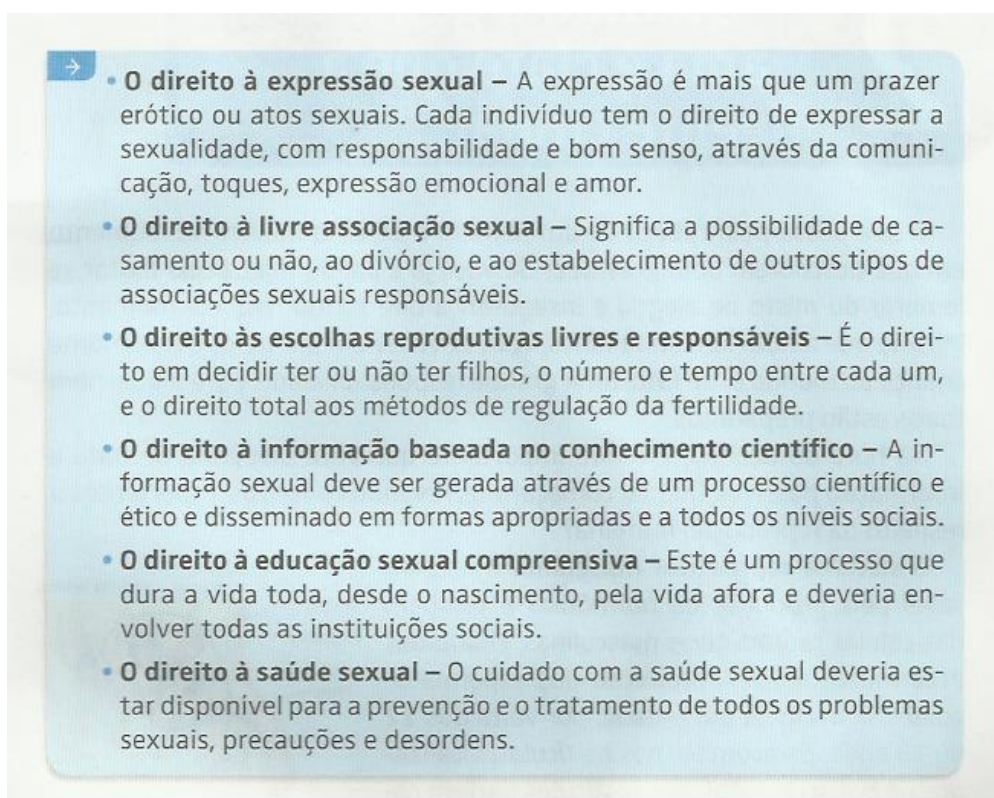 →
• O direito à expressão sexual – A expressão é mais que um prazer
erótico ou atos sexuais. Cada indivíduo tem o direito de expressar a
sexualidade, com responsabilidade e bom senso, através da comuni-
cação, toques, expressão emocional e amor.
• O direito à livre associação sexual – Significa a possibilidade de ca-
samento ou não, ao divórcio, e ao estabelecimento de outros tipos de
associações sexuais responsáveis.
• O direito às escolhas reprodutivas livres e responsáveis – É o direi-
to em decidir ter ou não ter filhos, o número e tempo entre cada um,
e o direito total aos métodos de regulação da fertilidade.
• O direito à informação baseada no conhecimento científico – A in-
formação sexual deve ser gerada através de um processo científico e
ético e disseminado em formas apropriadas e a todos os níveis sociais.
• O direito à educação sexual compreensiva – Este é um processo que
dura a vida toda, desde o nascimento, pela vida afora e deveria en-
volver todas as instituições sociais.
• O direito à saúde sexual – O cuidado com a saúde sexual deveria es-
tar disponível para a prevenção e o tratamento de todos os problemas
sexuais, precauções e desordens.